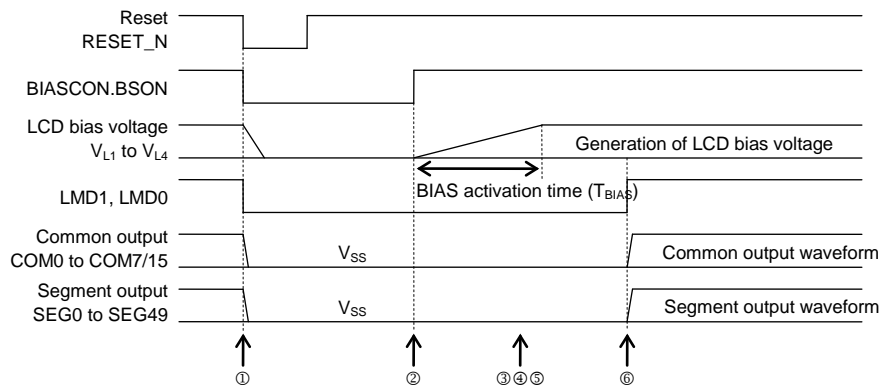 Reset
RESET_N
BIASCON.BSON
LCD bias voltage
VL1 to VL4
Generation of LCD bias voltage
BIAS activation time (TBIAS)
LMD1, LMD0
Common output
COM0 to COM7/15
VSS
Common output waveform
Segment output
SEG0 to SEG49
VSS
Segment output waveform
① ② ③④⑤ ⑥